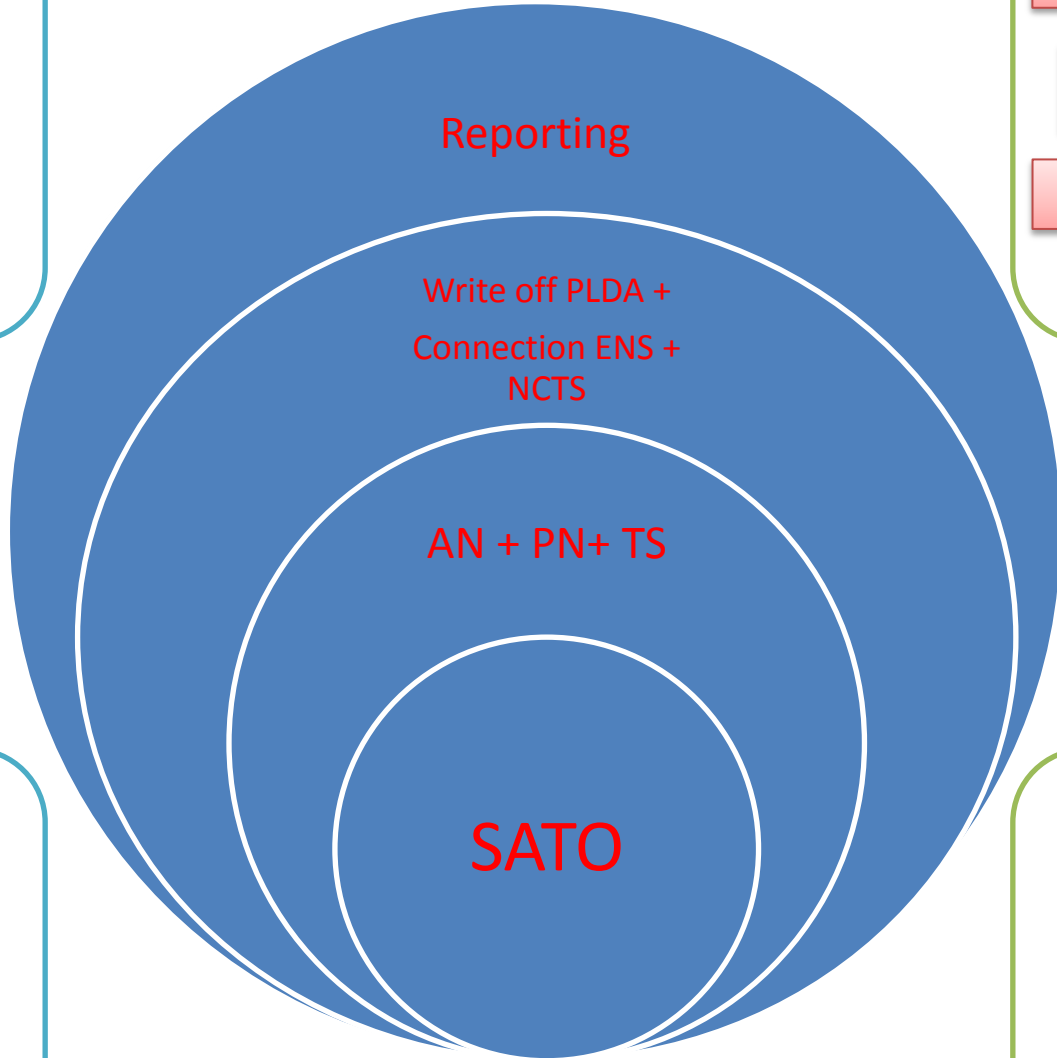 Reporting
Write off PLDA +
Connection ENS +
NCTS
AN + PN+ TS
SATO